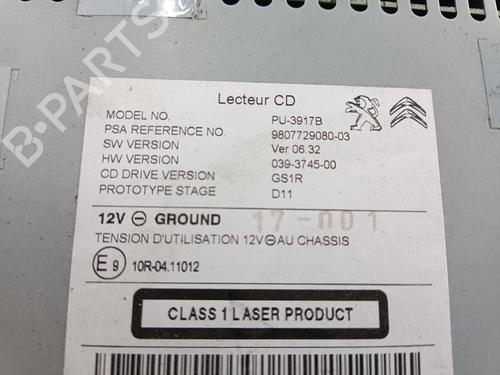 Lecteur CD
MODEL NO. PU-3917B
PSA REFERENCE NO. 9807729080-03
SW VERSION Ver 06.32
HW VERSION 039-3745-00
CD DRIVE VERSION GS1R
PROTOTYPE STAGE D11
12V ⊖ GROUND 17-001
TENSION D'UTILISATION 12V⊖AU CHASSIS
E9 10R-04.11012
CLASS 1 LASER PRODUCT
B-PARTS